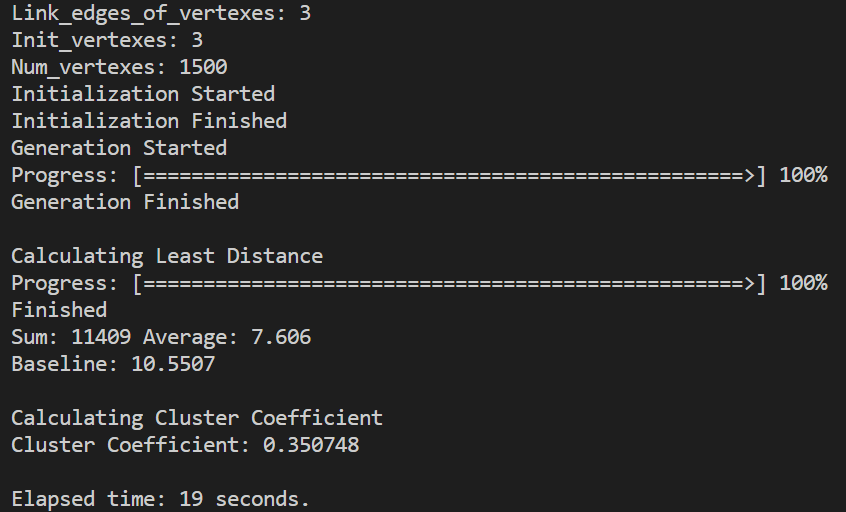 Link_edges_of_vertexes: 3
Init_vertexes: 3
Num_vertexes: 1500
Initialization Started
Initialization Finished
Generation Started
Progress: [==================================================>] 100%
Generation Finished
Calculating Least Distance
Progress: [==================================================>] 100%
Finished
Sum: 11409 Average: 7.606
Baseline: 10.5507
Calculating Cluster Coefficient
Cluster Coefficient: 0.350748
Elapsed time: 19 seconds.